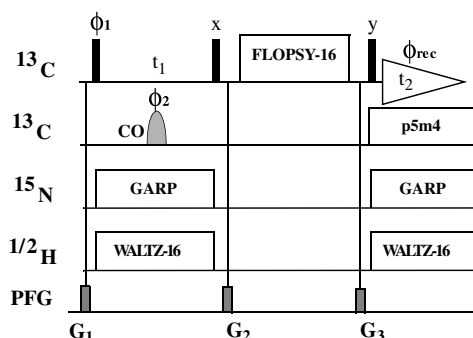 ϕ1 x y
13C t1 FLOPSY-16 ϕrec t2
ϕ2
13C CO p5m4
15N GARP GARP
1/2H WALTZ-16 WALTZ-16
PFG
G1 G2 G3